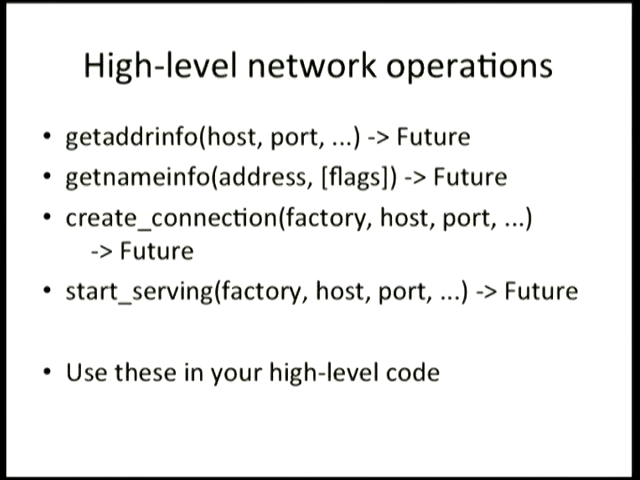 High-level network operations
• getaddrinfo(host, port, ...) -> Future
• getnameinfo(address, [flags]) -> Future
• create_connection(factory, host, port, ...)
-> Future
• start_serving(factory, host, port, ...) -> Future
• Use these in your high-level code